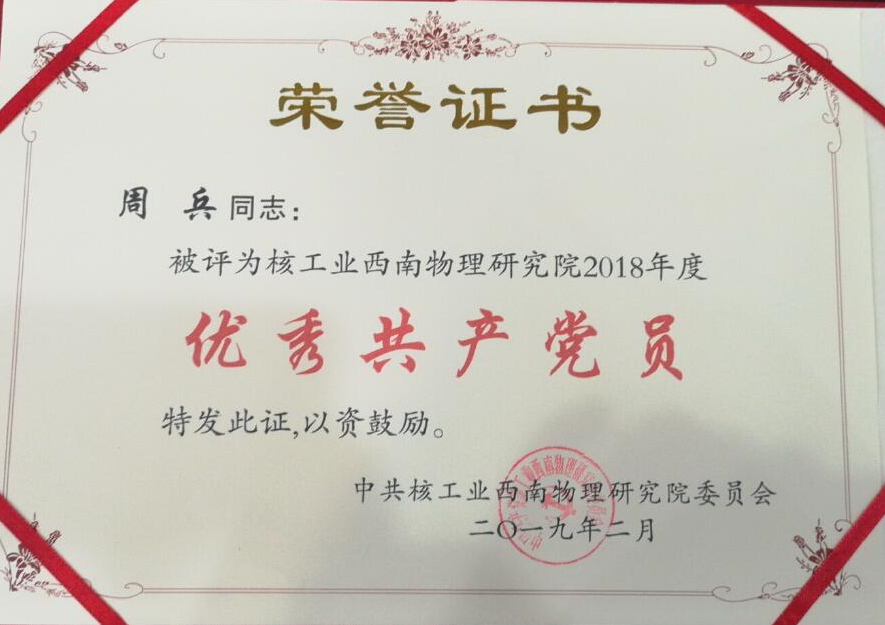 荣誉证书
周 兵 同志：
被评为核工业西南物理研究院2018年度
优秀共产党员
特发此证,以资鼓励。
中共核工业西南物理研究院委员会
二〇一九年二月